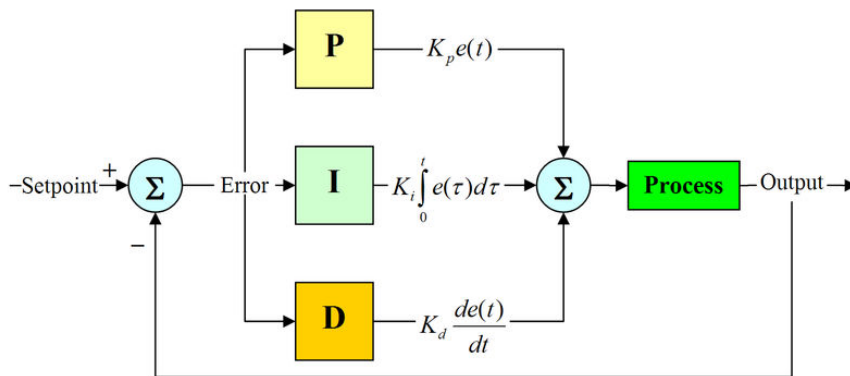 P
K_p e(t)
–Setpoint
+
Σ
Error
I
K_i ∫_0^t e(τ)dτ
Σ
Process
Output
–
D
K_d de(t)/dt